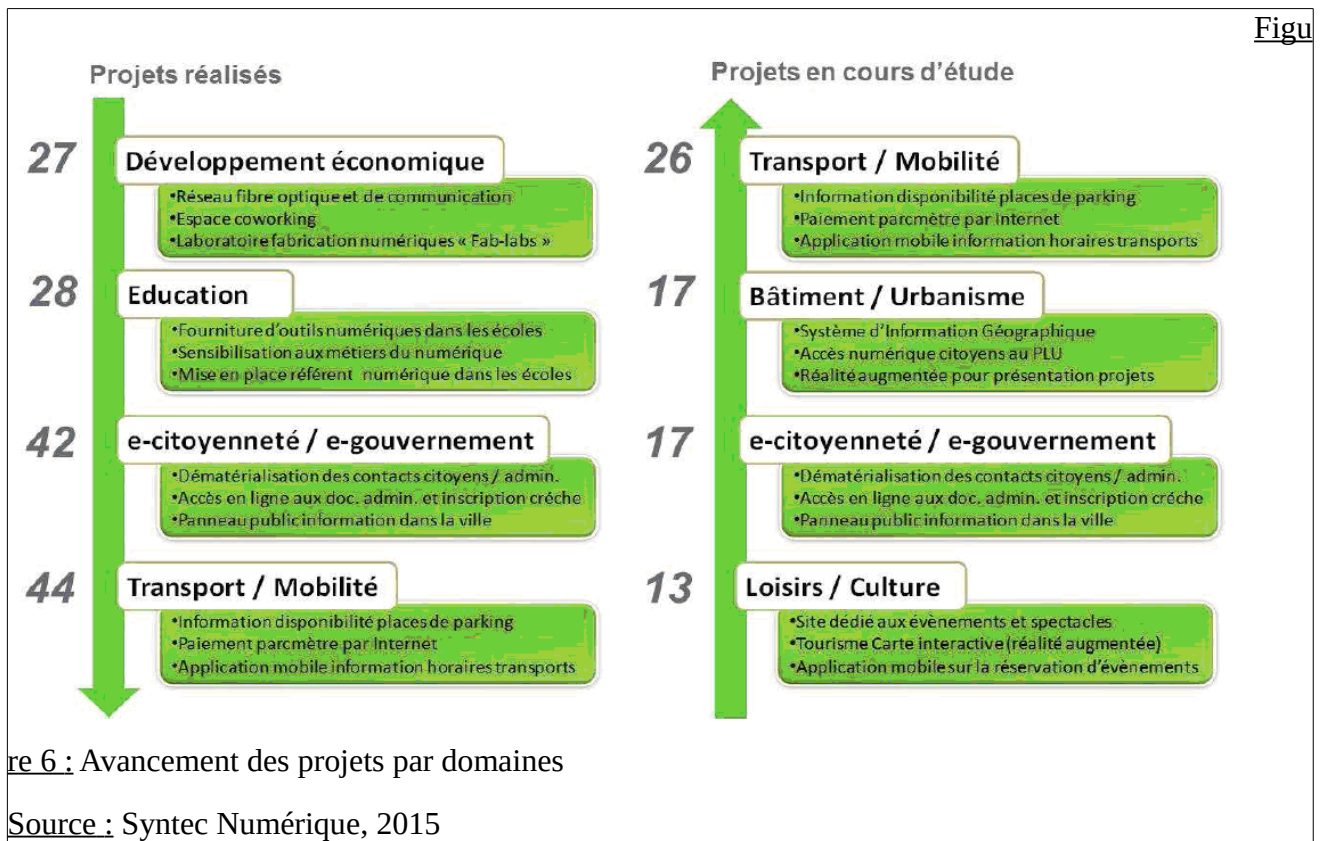 Figu
Projets réalisés
27
Développement économique
•Réseau fibre optique et de communication
•Espace coworking
•Laboratoire fabrication numériques « Fab-labs »
28
Education
•Fourniture d'outils numériques dans les écoles
•Sensibilisation aux métiers du numérique
•Mise en place référent numérique dans les écoles
42
e-citoyenneté / e-gouvernement
•Dématérialisation des contacts citoyens / admin.
•Accès en ligne aux doc. admin. et inscription créche
•Panneau public information dans la ville
44
Transport / Mobilité
•Information disponibilité places de parking
•Paiement parcmètre par Internet
•Application mobile information horaires transports
Projets en cours d'étude
26
Transport / Mobilité
•Information disponibilité places de parking
•Paiement parcmètre par Internet
•Application mobile information horaires transports
17
Bâtiment / Urbanisme
•Système d'Information Géographique
•Accès numérique citoyens au PLU
•Réalité augmentée pour présentation projets
17
e-citoyenneté / e-gouvernement
•Dématérialisation des contacts citoyens / admin.
•Accès en ligne aux doc. admin. et inscription créche
•Panneau public information dans la ville
13
Loisirs / Culture
•Site dédié aux évènements et spectacles
•Tourisme Carte interactive (réalité augmentée)
•Application mobile sur la réservation d'évènements
re 6 : Avancement des projets par domaines
Source : Syntec Numérique, 2015